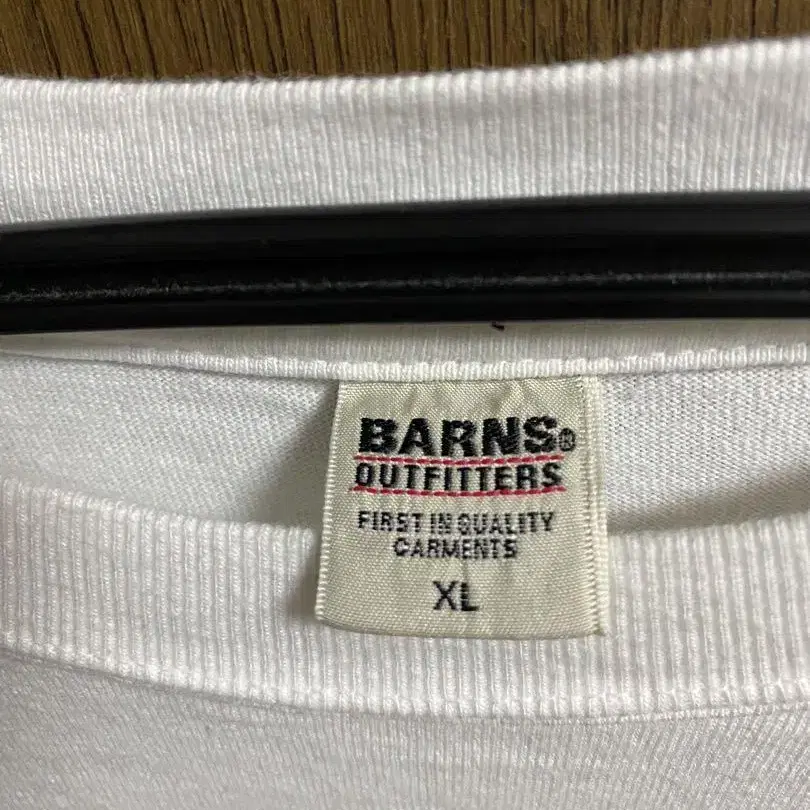 BARNS®
OUTFITTERS
FIRST IN QUALITY
GARMENTS
XL